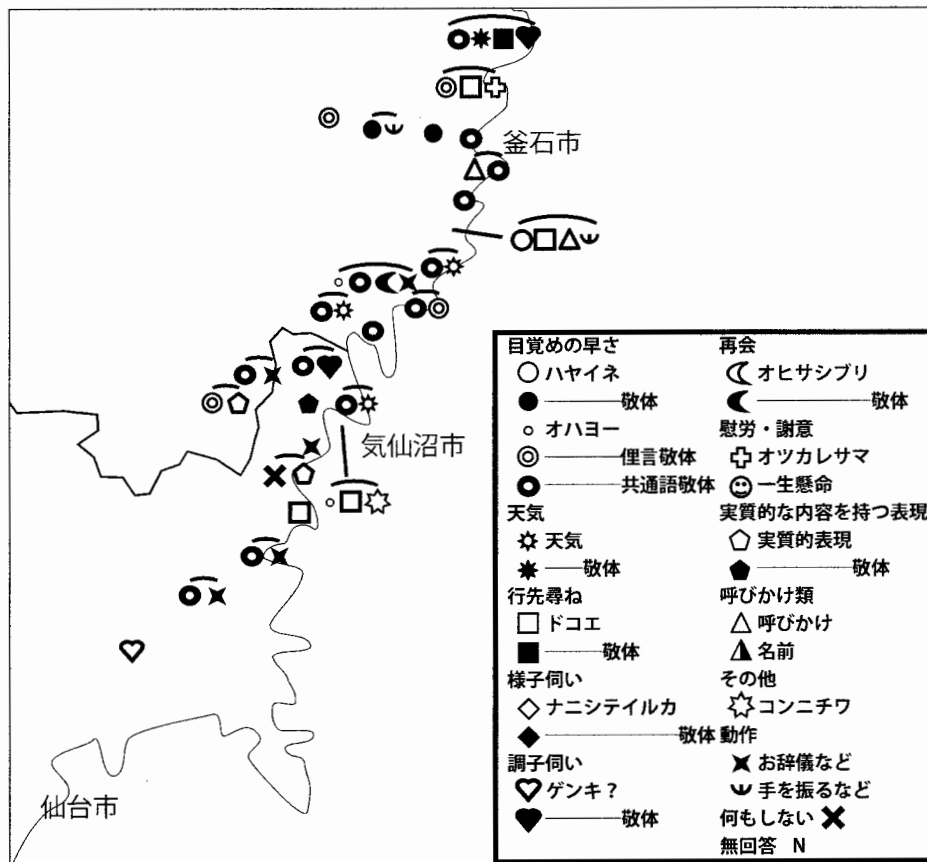 釜石市
気仙沼市
仙台市
目覚めの早さ
ハヤイネ
―――敬体
オハヨー
―――俚言敬体
―――共通語敬体
天気
天気
――敬体
行先尋ね
ドコエ
―――敬体
様子伺い
ナニシテイルカ
―――――敬体
調子伺い
ゲンキ？
―――敬体
再会
オヒサシブリ
―――――敬体
慰労・謝意
オツカレサマ
一生懸命
実質的な内容を持つ表現
実質的表現
――――敬体
呼びかけ類
呼びかけ
名前
その他
コンニチワ
動作
お辞儀など
手を振るなど
何もしない
無回答 N